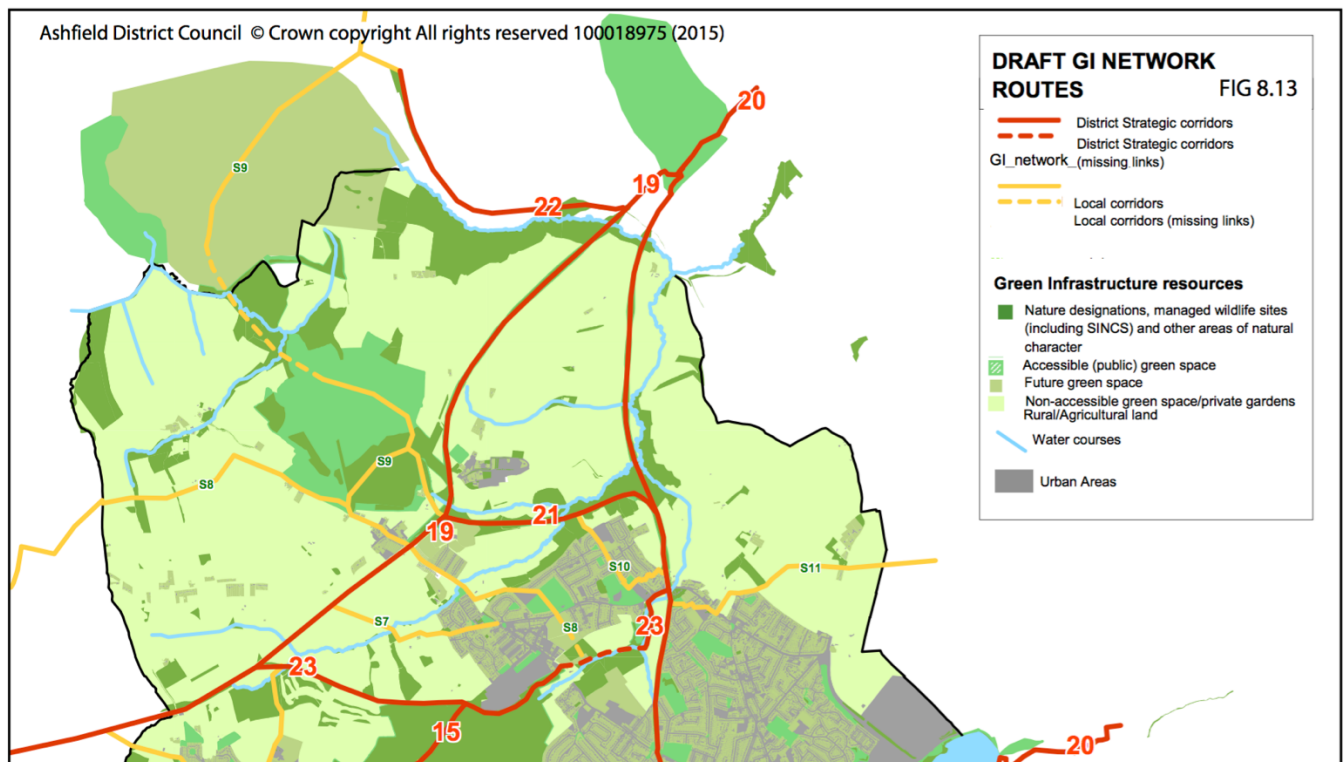 Ashfield District Council © Crown copyright All rights reserved 100018975 (2015)
DRAFT GI NETWORK
ROUTES FIG 8.13
District Strategic corridors
District Strategic corridors
GI_network_(missing links)
Local corridors
Local corridors (missing links)
Green Infrastructure resources
Nature designations, managed wildlife sites
(including SINCS) and other areas of natural
character
Accessible (public) green space
Future green space
Non-accessible green space/private gardens
Rural/Agricultural land
Water courses
Urban Areas
20
S9
19
22
S9
S8
19
21
S10
S11
S7
S8
23
23
15
20